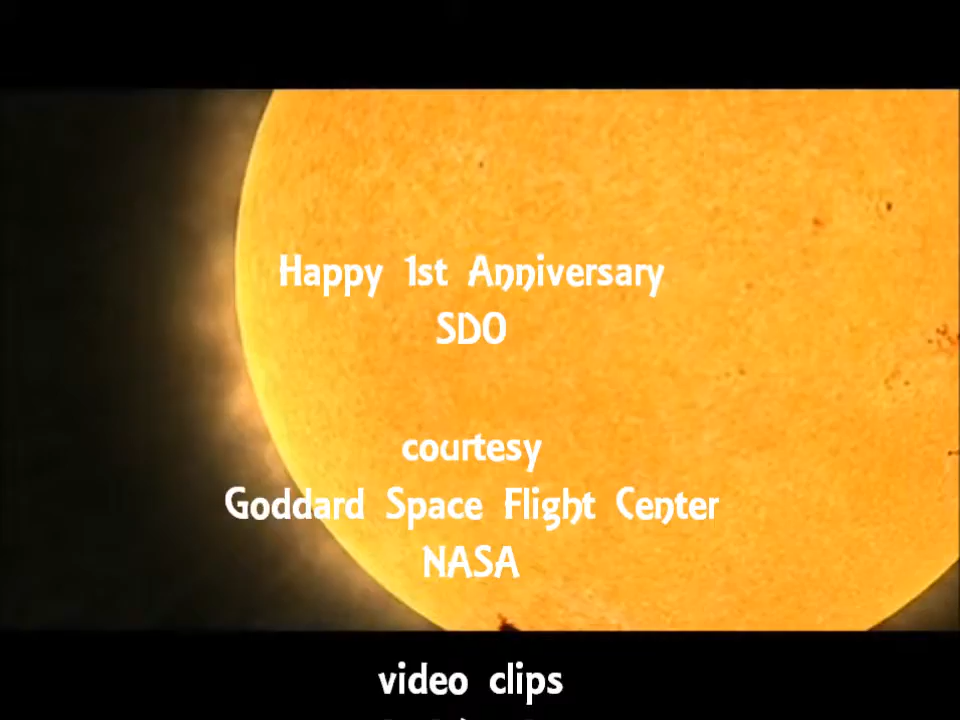 Happy 1st Anniversary
SDO
courtesy
Goddard Space Flight Center
NASA
video clips